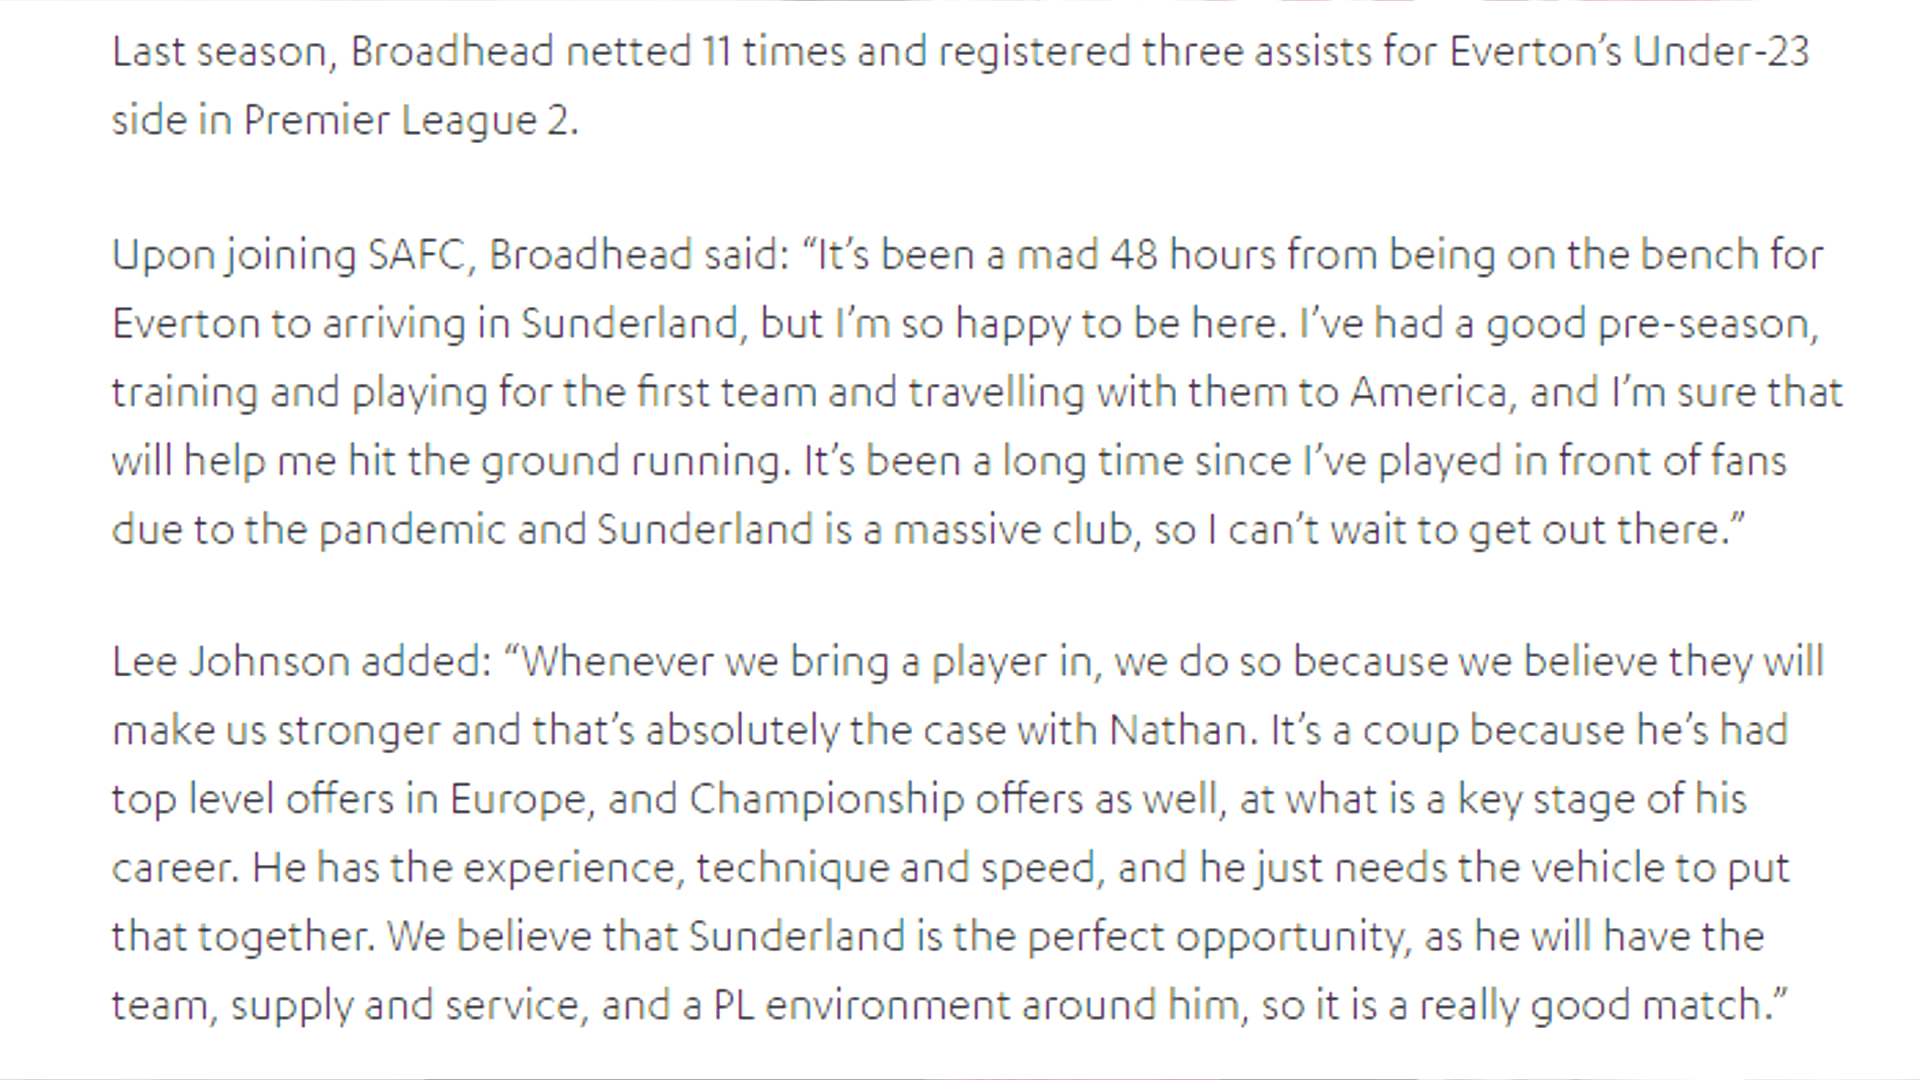 Last season, Broadhead netted 11 times and registered three assists for Everton’s Under-23
side in Premier League 2.
Upon joining SAFC, Broadhead said: “It’s been a mad 48 hours from being on the bench for
Everton to arriving in Sunderland, but I’m so happy to be here. I’ve had a good pre-season,
training and playing for the first team and travelling with them to America, and I’m sure that
will help me hit the ground running. It’s been a long time since I’ve played in front of fans
due to the pandemic and Sunderland is a massive club, so I can’t wait to get out there.”
Lee Johnson added: “Whenever we bring a player in, we do so because we believe they will
make us stronger and that’s absolutely the case with Nathan. It’s a coup because he’s had
top level offers in Europe, and Championship offers as well, at what is a key stage of his
career. He has the experience, technique and speed, and he just needs the vehicle to put
that together. We believe that Sunderland is the perfect opportunity, as he will have the
team, supply and service, and a PL environment around him, so it is a really good match.”